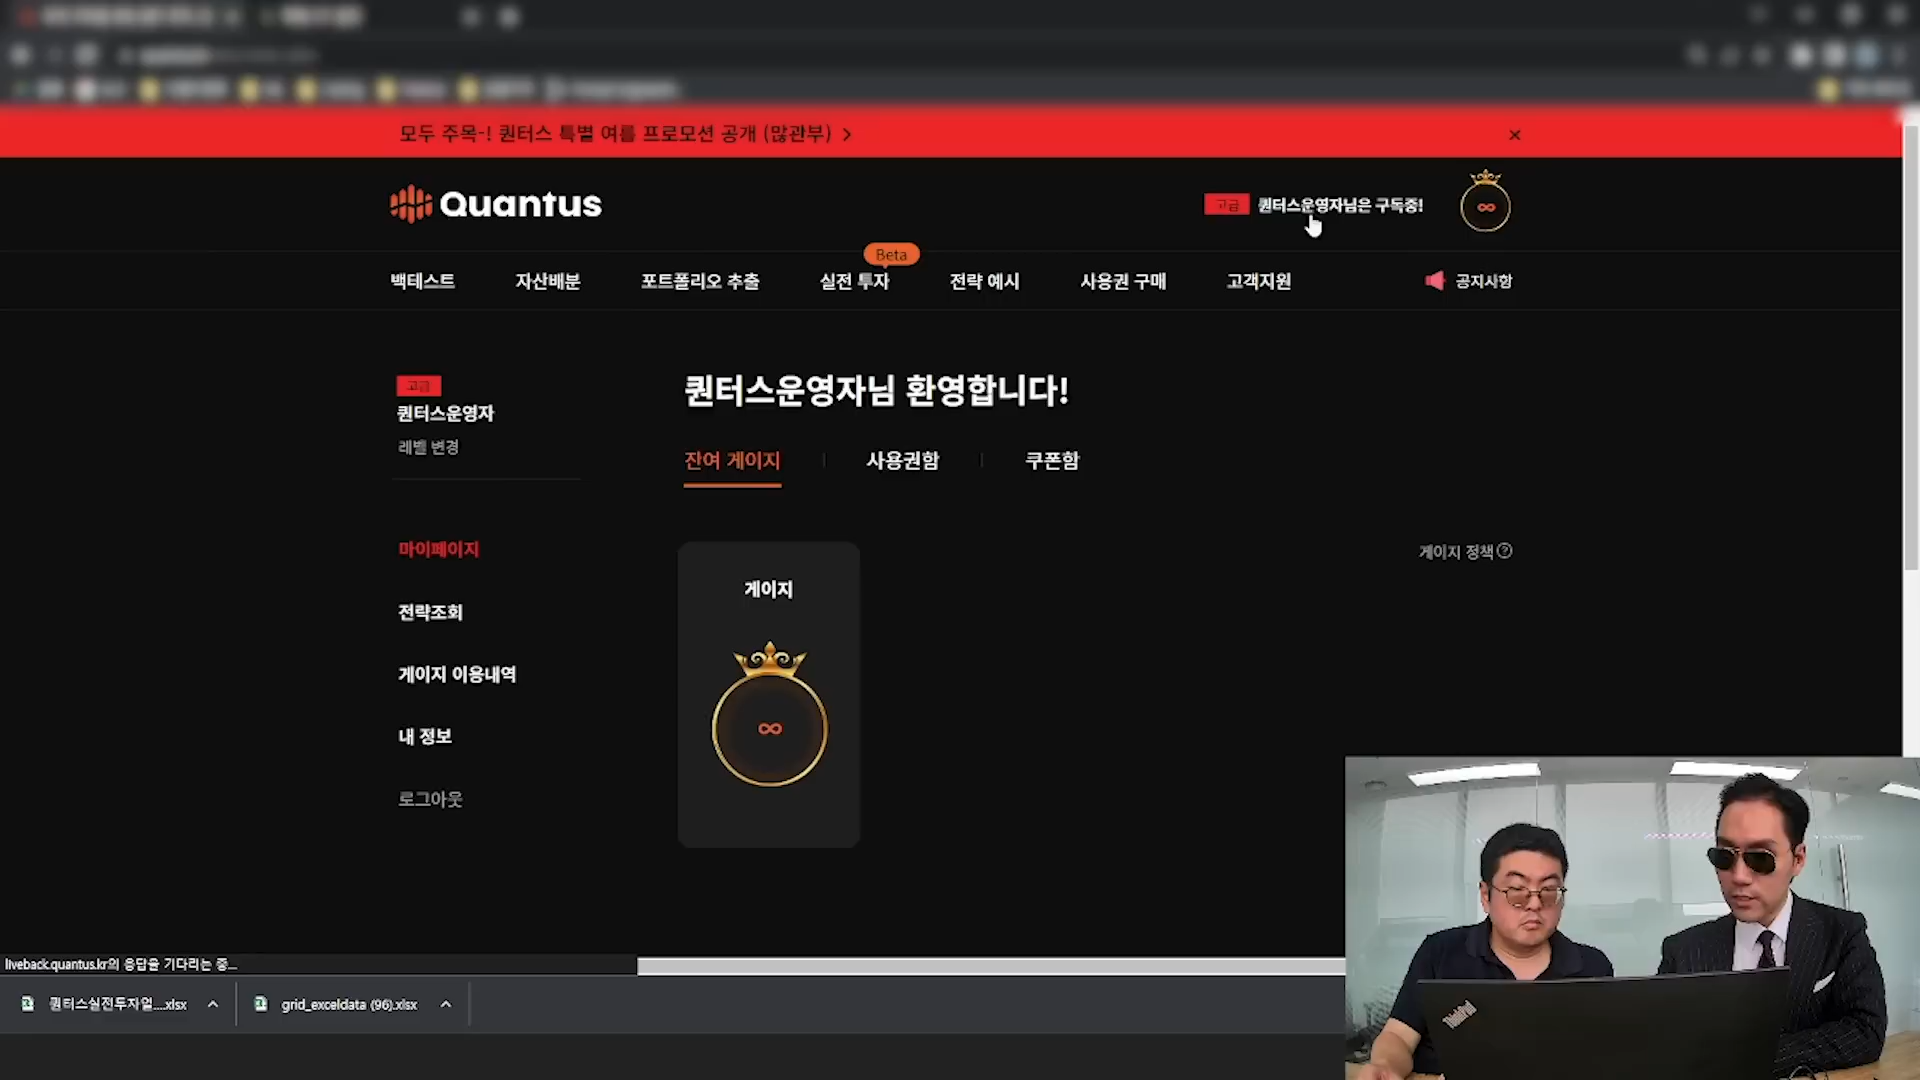 모두 주목-! 퀀터스 특별 여름 프로모션 공개 (많관부)
Quantus
고급 퀀터스운영자님은 구독중!
∞
Beta
백테스트 자산배분 포트폴리오 추출 실전 투자 전략 예시 사용권 구매 고객지원 공지사항
고급
퀀터스운영자
레벨 변경
퀀터스운영자님 환영합니다!
잔여 게이지 사용권함 쿠폰함
마이페이지
전략조회
게이지 이용내역
내 정보
로그아웃
게이지 정책
게이지
∞
liveback.quantus.kr의 응답을 기다리는 중...
퀀터스실전투자얼....xlsx
grid_exceldata (96).xlsx
ThinkPad